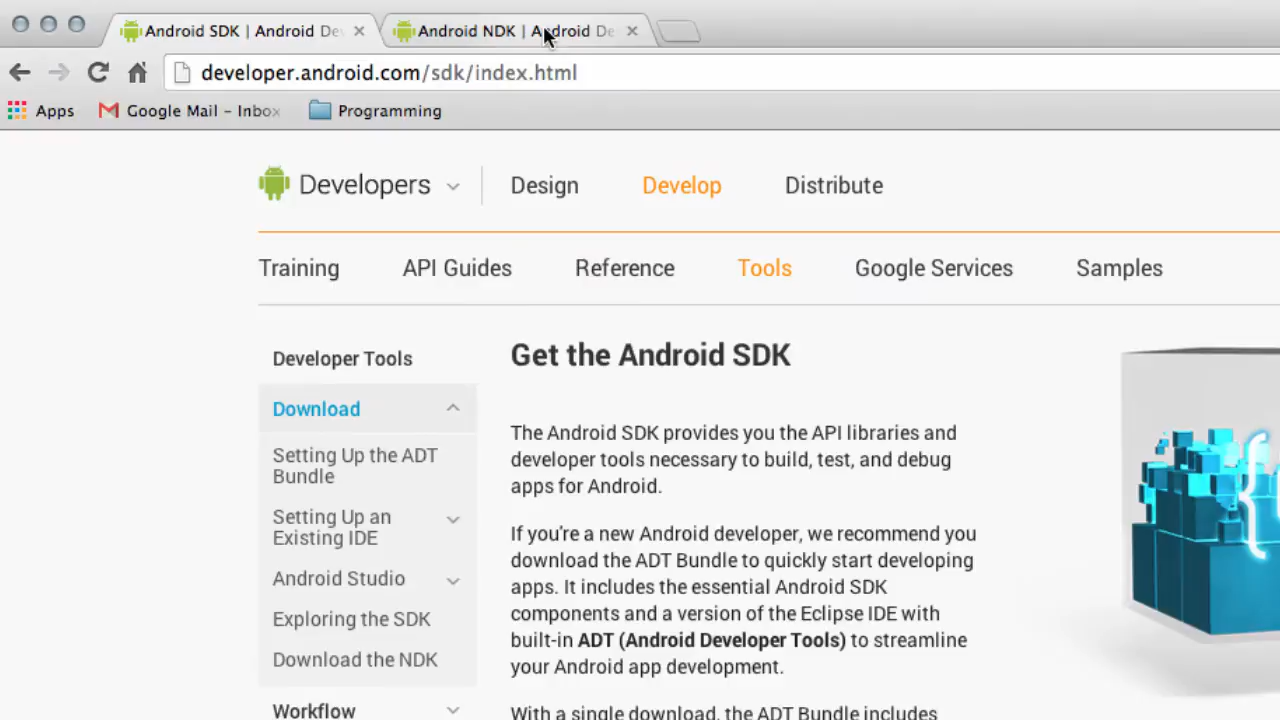 Android SDK | Android De
Android NDK | Android De
developer.android.com/sdk/index.html
Apps
Google Mail - Inbox
Programming
Developers
Design
Develop
Distribute
Training
API Guides
Reference
Tools
Google Services
Samples
Developer Tools
Download
Setting Up the ADT
Bundle
Setting Up an
Existing IDE
Android Studio
Exploring the SDK
Download the NDK
Workflow
Get the Android SDK
The Android SDK provides you the API libraries and
developer tools necessary to build, test, and debug
apps for Android.
If you're a new Android developer, we recommend you
download the ADT Bundle to quickly start developing
apps. It includes the essential Android SDK
components and a version of the Eclipse IDE with
built-in ADT (Android Developer Tools) to streamline
your Android app development.
With a single download, the ADT Bundle includes